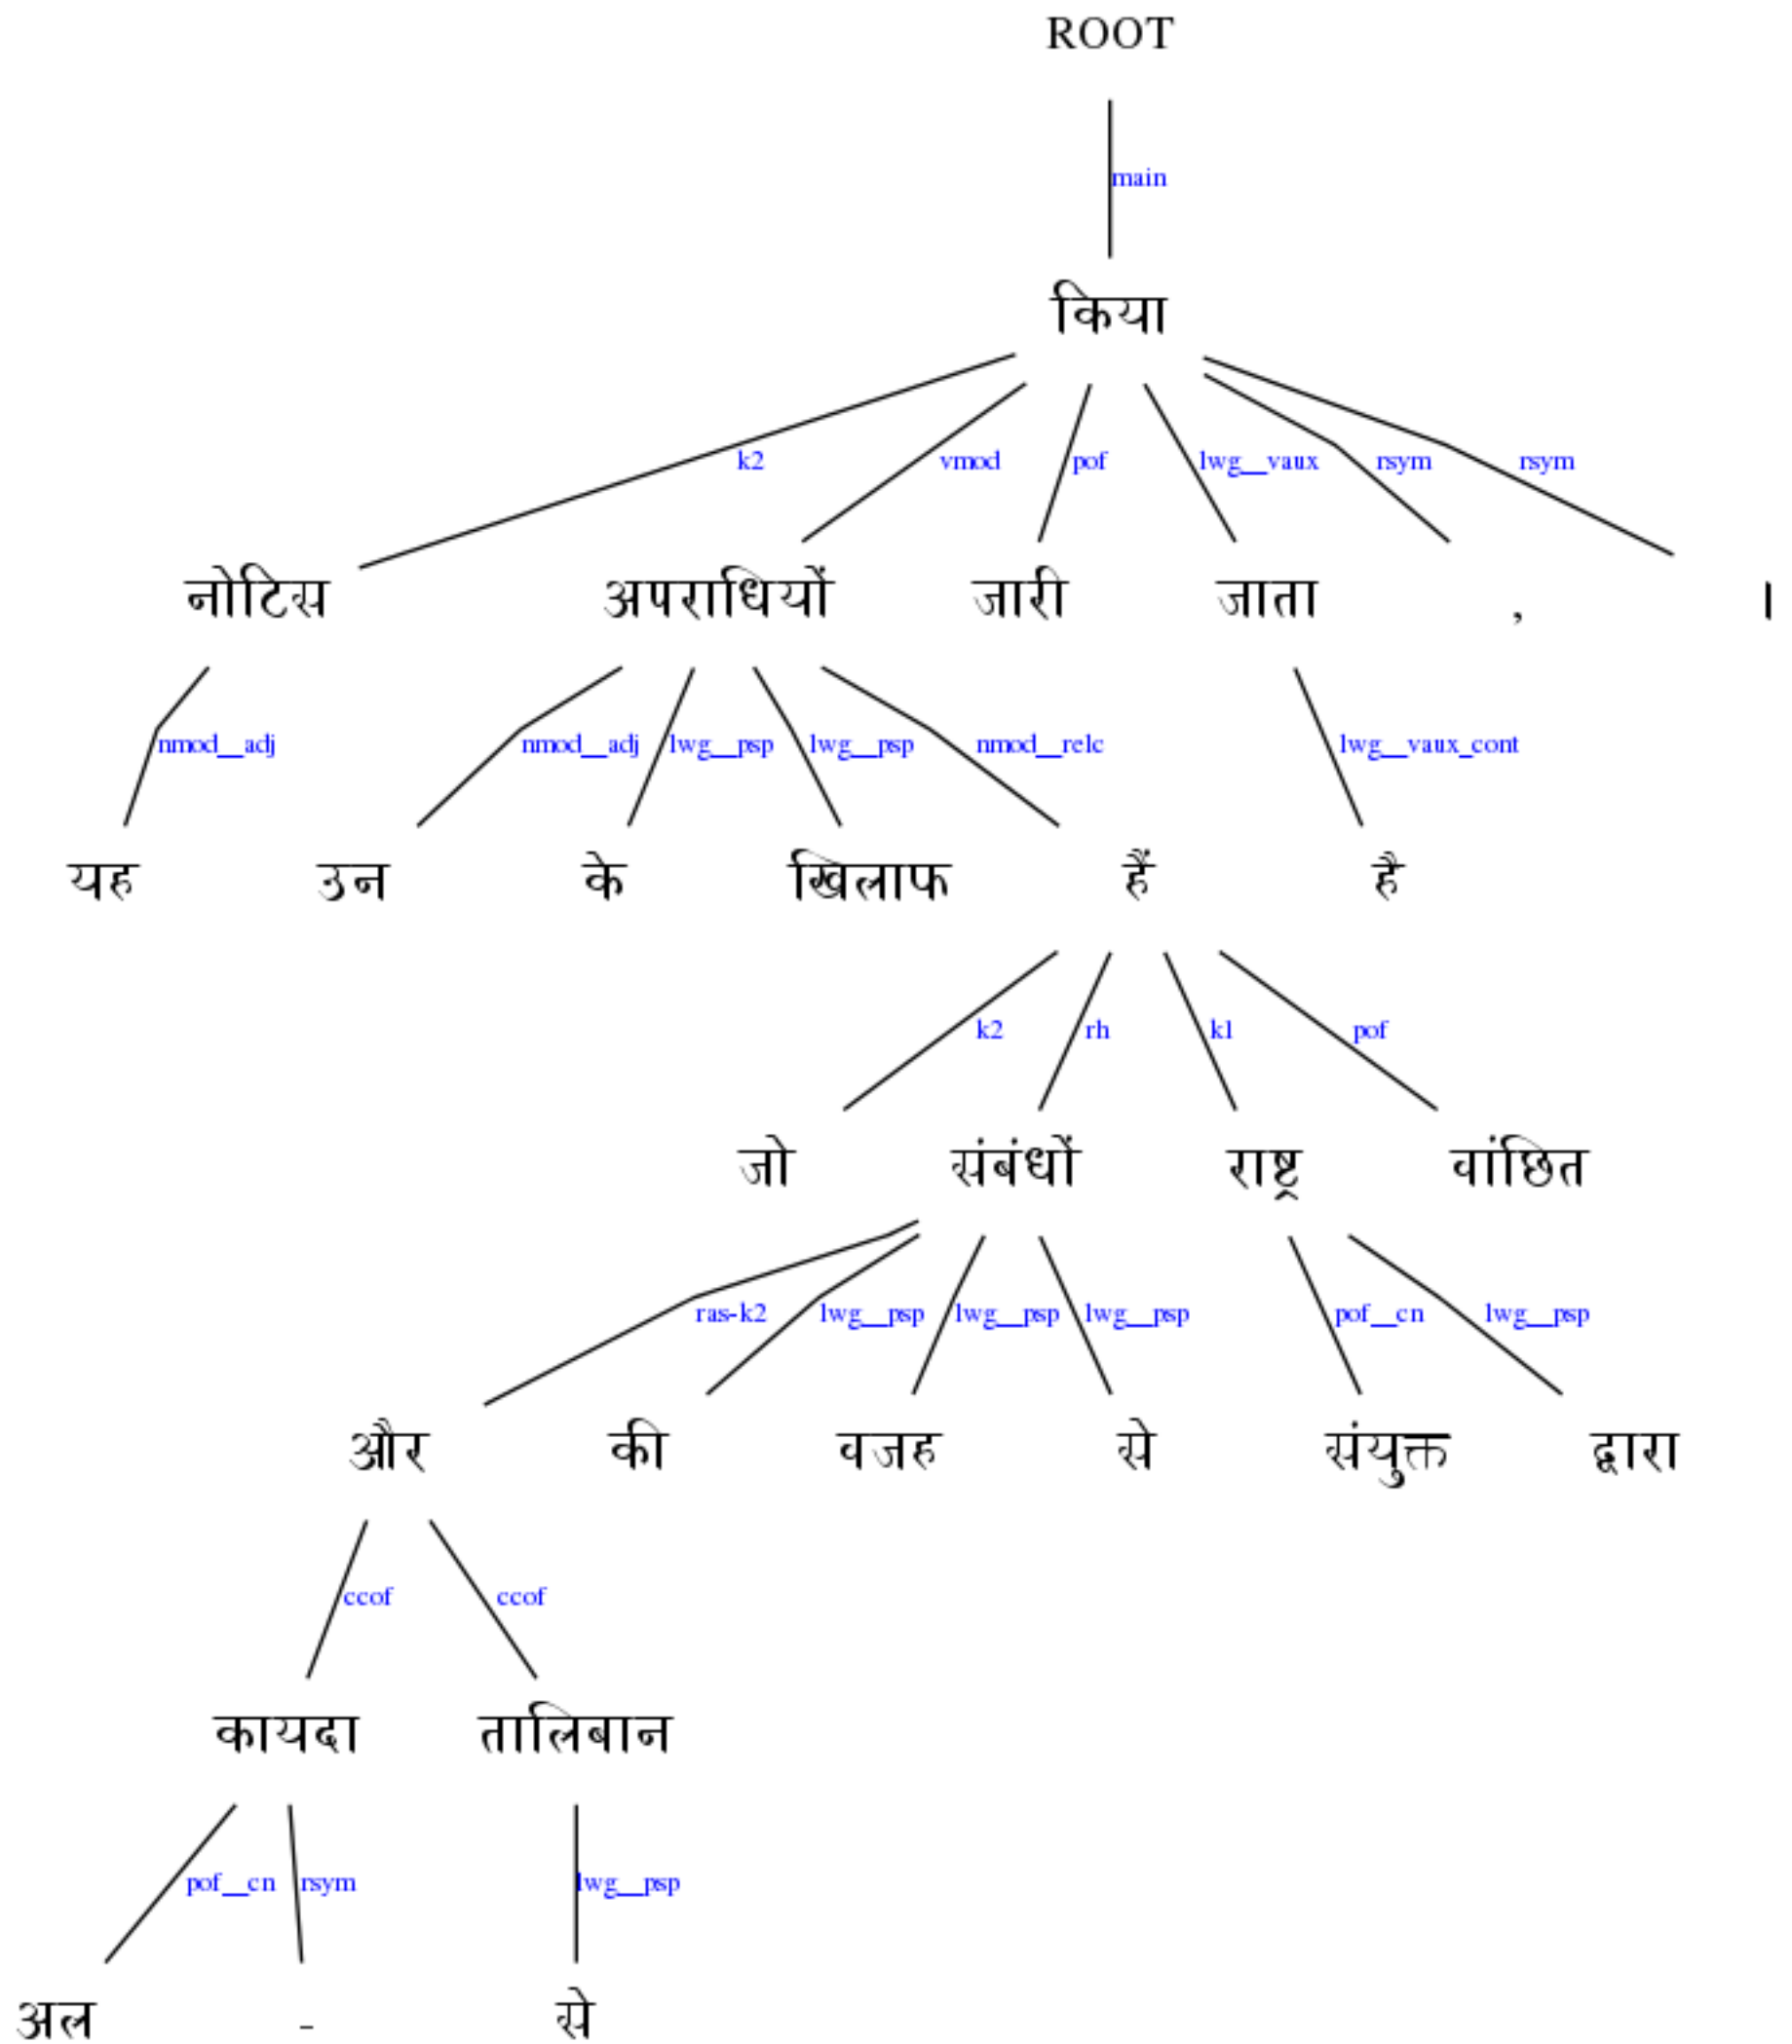 ROOT
main
किया
k2 vmod pof lwg__vaux rsym rsym
नोटिस अपराधियों जारी जाता , ।
nmod__adj nmod__adj lwg__psp lwg__psp nmod__relc lwg__vaux_cont
यह उन के खिलाफ हैं है
k2 rh k1 pof
जो संबंधों राष्ट्र वांछित
ras-k2 lwg__psp lwg__psp lwg__psp pof__cn lwg__psp
और की वजह से संयुक्त द्वारा
ccof ccof
कायदा तालिबान
pof__cn rsym lwg__psp
अल - से